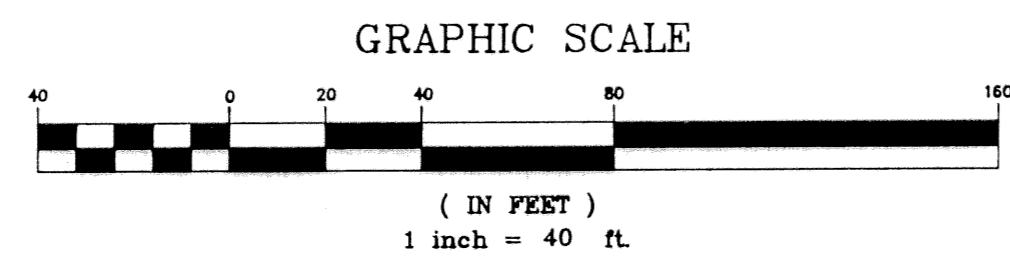 GRAPHIC SCALE
40 0 20 40 80 160
( IN FEET )
1 inch = 40 ft.